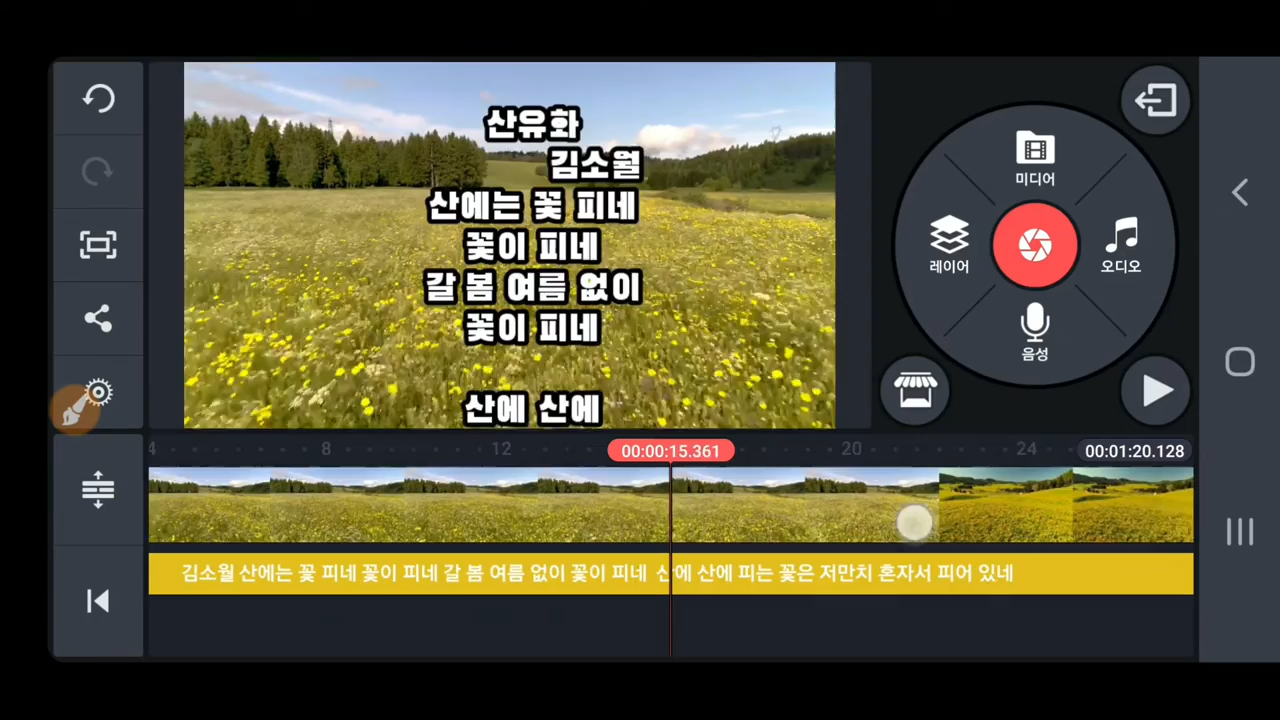 산유화
김소월
산에는 꽃 피네
꽃이 피네
갈 봄 여름 없이
꽃이 피네
산에 산에
미디어
레이어
오디오
음성
4 8 12 00:00:15.361 20 24 00:01:20.128
김소월 산에는 꽃 피네 꽃이 피네 갈 봄 여름 없이 꽃이 피네 산에 산에 피는 꽃은 저만치 혼자서 피어 있네